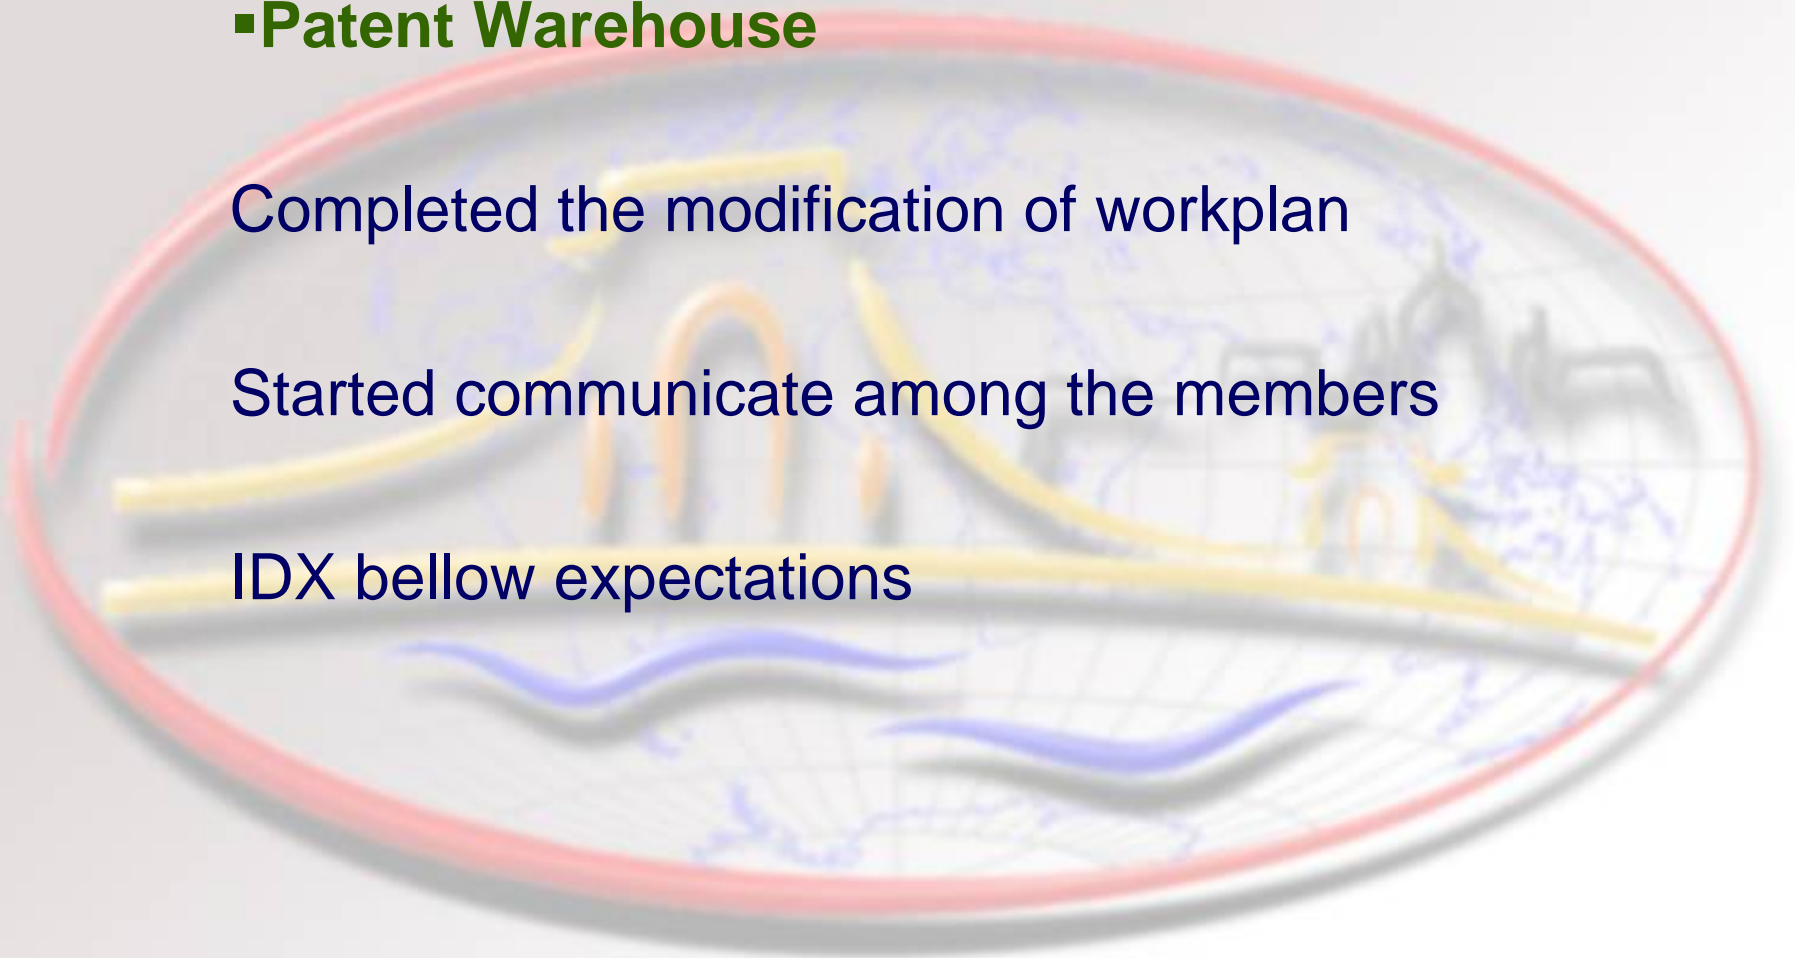 ▪Patent Warehouse
Completed the modification of workplan
Started communicate among the members
IDX bellow expectations